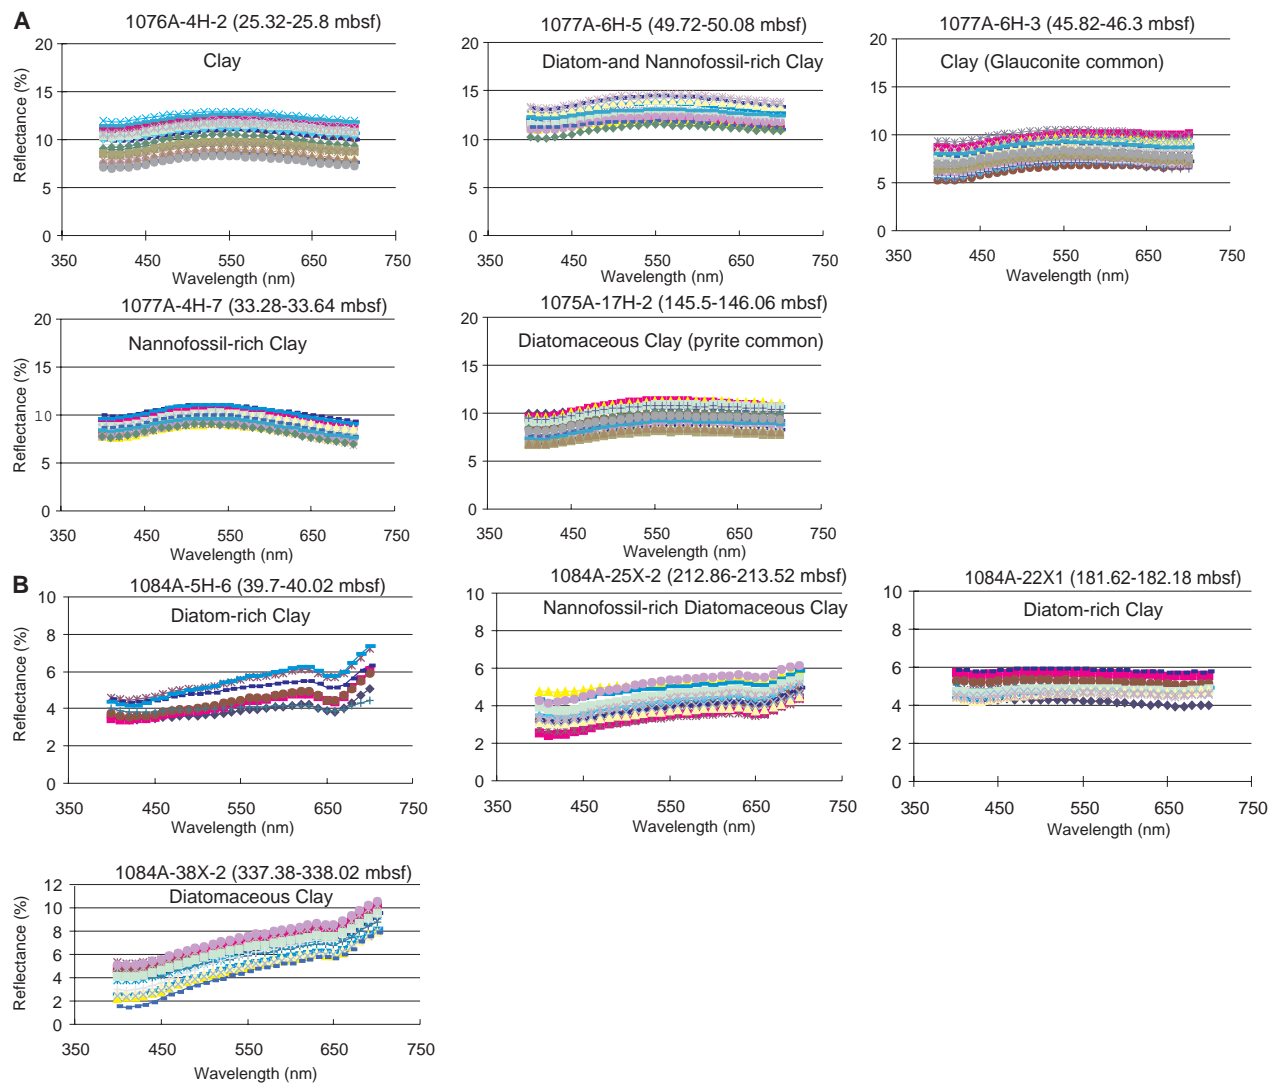 A
1076A-4H-2 (25.32-25.8 mbsf)
Clay
Reflectance (%)
20
15
10
5
0
350 450 550 650 750
Wavelength (nm)
1077A-6H-5 (49.72-50.08 mbsf)
Diatom-and Nannofossil-rich Clay
20
15
10
5
0
350 450 550 650 750
Wavelength (nm)
1077A-6H-3 (45.82-46.3 mbsf)
Clay (Glauconite common)
20
15
10
5
0
350 450 550 650 750
Wavelength (nm)
1077A-4H-7 (33.28-33.64 mbsf)
Nannofossil-rich Clay
Reflectance (%)
20
15
10
5
0
350 450 550 650 750
Wavelength (nm)
1075A-17H-2 (145.5-146.06 mbsf)
Diatomaceous Clay (pyrite common)
20
15
10
5
0
350 450 550 650 750
Wavelength (nm)
B
1084A-5H-6 (39.7-40.02 mbsf)
Diatom-rich Clay
Reflectance (%)
10
8
6
4
2
0
350 450 550 650 750
Wavelength (nm)
1084A-25X-2 (212.86-213.52 mbsf)
Nannofossil-rich Diatomaceous Clay
10
8
6
4
2
0
350 450 550 650 750
Wavelength (nm)
1084A-22X1 (181.62-182.18 mbsf)
Diatom-rich Clay
10
8
6
4
2
0
350 450 550 650 750
Wavelength (nm)
1084A-38X-2 (337.38-338.02 mbsf)
Diatomaceous Clay
Reflectance (%)
12
10
8
6
4
2
0
350 450 550 650 750
Wavelength (nm)